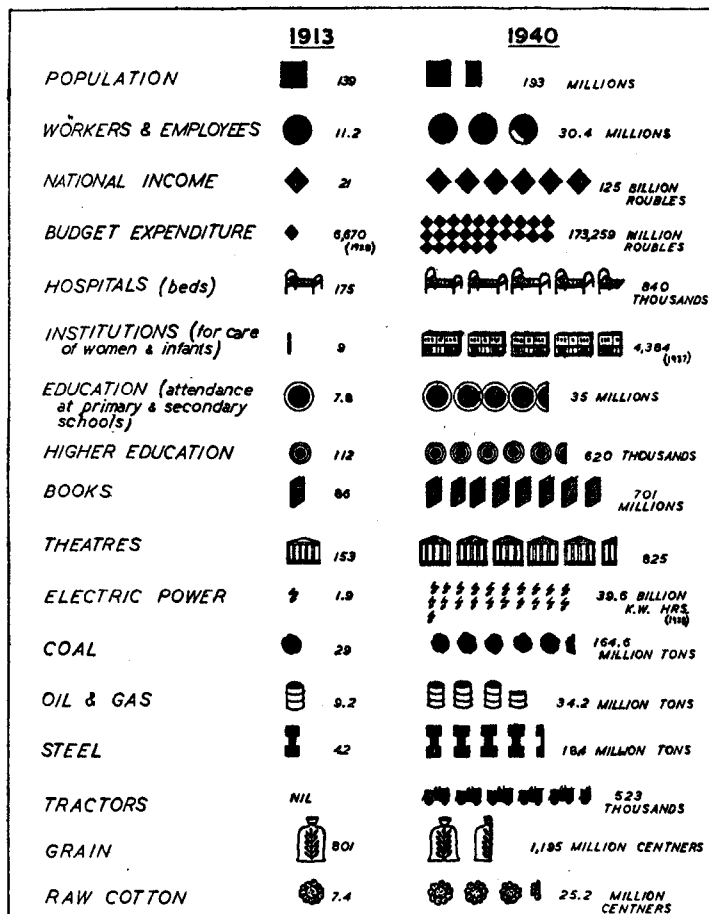 1913 1940
POPULATION 139 193 MILLIONS
WORKERS & EMPLOYEES 11.2 30.4 MILLIONS
NATIONAL INCOME 21 125 BILLION
ROUBLES
BUDGET EXPENDITURE 6,670 173,259 MILLION
(1928) ROUBLES
HOSPITALS (beds) 175 840
THOUSANDS
INSTITUTIONS (for care
of women & infants) 9 4,384
(1937)
EDUCATION (attendance
at primary & secondary 7.8 35 MILLIONS
schools)
HIGHER EDUCATION 112 620 THOUSANDS
BOOKS 86 701
MILLIONS
THEATRES 153 825
ELECTRIC POWER 1.9 39.6 BILLION
K.W. HRS.
(1938)
COAL 29 164.6
MILLION TONS
OIL & GAS 9.2 34.2 MILLION TONS
STEEL 42 184 MILLION TONS
TRACTORS NIL 523
THOUSANDS
GRAIN 801 1,195 MILLION CENTNERS
RAW COTTON 7.4 25.2 MILLION
CENTNERS